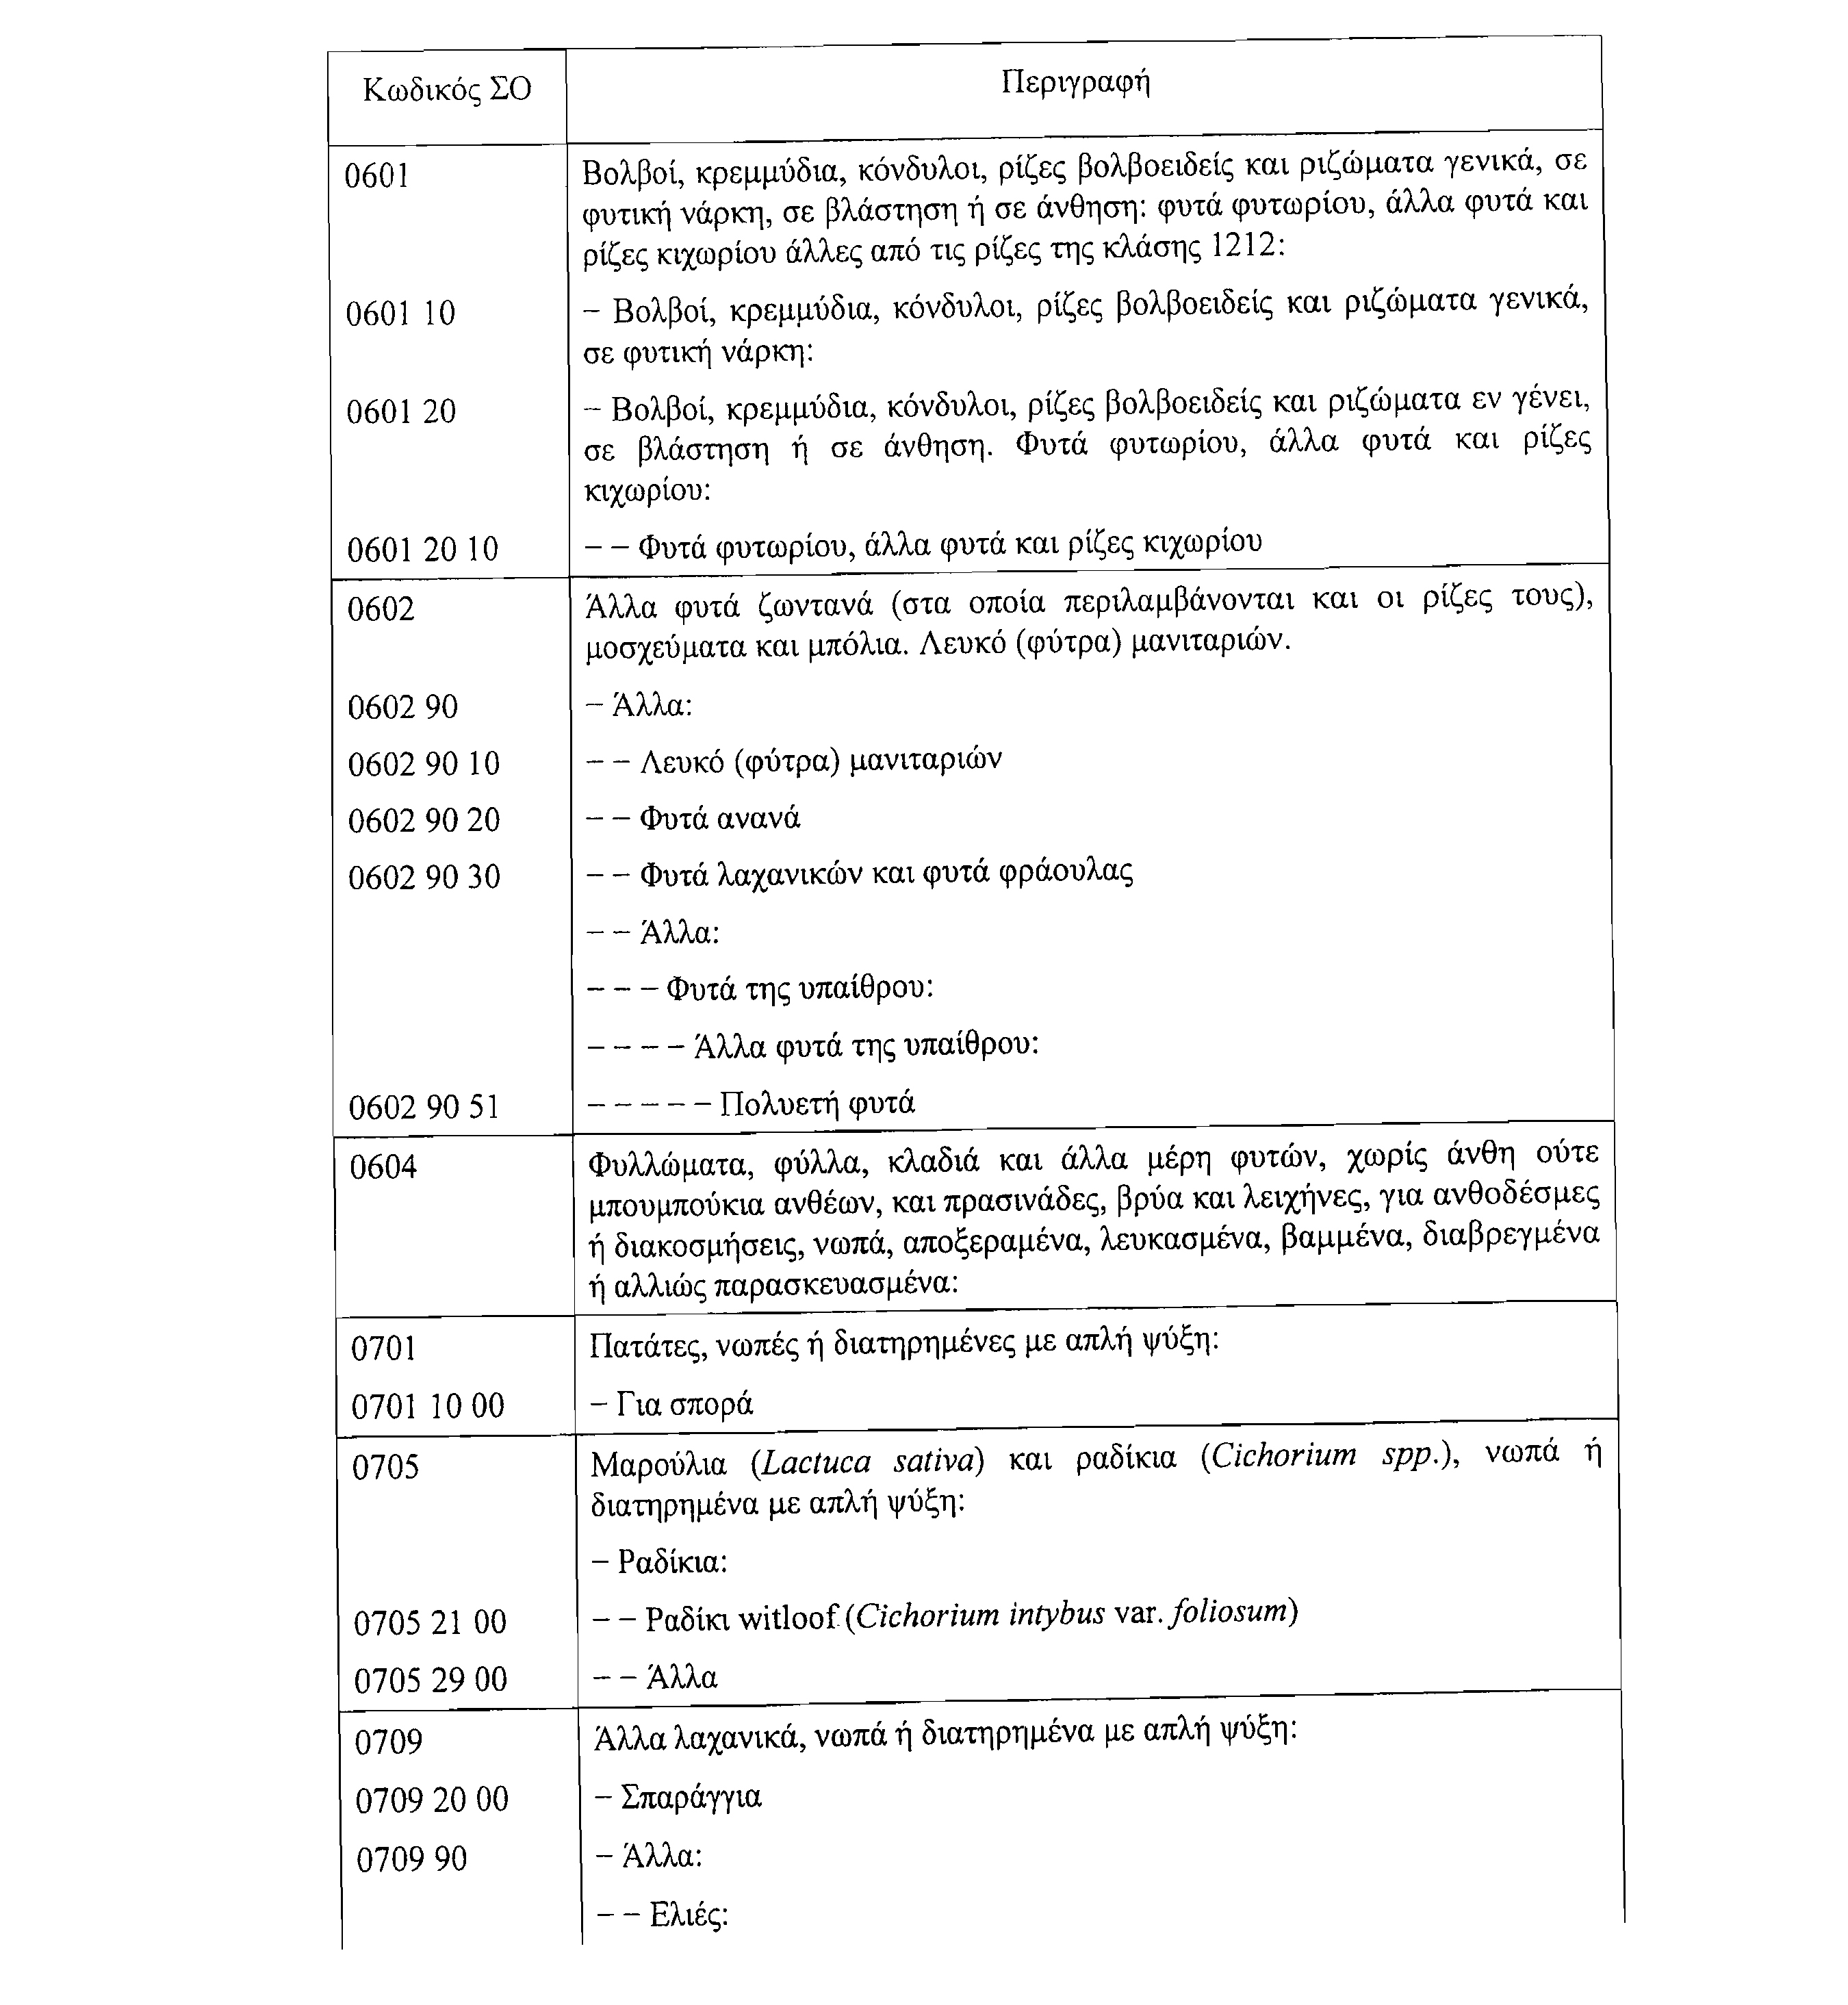 Κωδικός ΣΟ
Περιγραφή
0601
Βολβοί, κρεμμύδια, κόνδυλοι, ρίζες βολβοειδείς και ριζώματα γενικά, σε
φυτική νάρκη, σε βλάστηση ή σε άνθηση: φυτά φυτωρίου, άλλα φυτά και
ρίζες κιχωρίου άλλες από τις ρίζες της κλάσης 1212:
0601 10
– Βολβοί, κρεμμύδια, κόνδυλοι, ρίζες βολβοειδείς και ριζώματα γενικά,
σε φυτική νάρκη:
0601 20
– Βολβοί, κρεμμύδια, κόνδυλοι, ρίζες βολβοειδείς και ριζώματα εν γένει,
σε βλάστηση ή σε άνθηση. Φυτά φυτωρίου, άλλα φυτά και ρίζες
κιχωρίου:
0601 20 10
– – Φυτά φυτωρίου, άλλα φυτά και ρίζες κιχωρίου
0602
Άλλα φυτά ζωντανά (στα οποία περιλαμβάνονται και οι ρίζες τους),
μοσχεύματα και μπόλια. Λευκό (φύτρα) μανιταριών.
0602 90
– Άλλα:
0602 90 10
– – Λευκό (φύτρα) μανιταριών
0602 90 20
– – Φυτά ανανά
0602 90 30
– – Φυτά λαχανικών και φυτά φράουλας
– – Άλλα:
– – – Φυτά της υπαίθρου:
– – – – Άλλα φυτά της υπαίθρου:
0602 90 51
– – – – – Πολυετή φυτά
0604
Φυλλώματα, φύλλα, κλαδιά και άλλα μέρη φυτών, χωρίς άνθη ούτε
μπουμπούκια ανθέων, και πρασινάδες, βρύα και λειχήνες, για ανθοδέσμες
ή διακοσμήσεις, νωπά, αποξεραμένα, λευκασμένα, βαμμένα, διαβρεγμένα
ή αλλιώς παρασκευασμένα:
0701
Πατάτες, νωπές ή διατηρημένες με απλή ψύξη:
0701 10 00
– Για σπορά
0705
Μαρούλια (Lactuca sativa) και ραδίκια (Cichorium spp.), νωπά ή
διατηρημένα με απλή ψύξη:
– Ραδίκια:
0705 21 00
– – Ραδίκι witloof (Cichorium intybus var. foliosum)
0705 29 00
– – Άλλα
0709
Άλλα λαχανικά, νωπά ή διατηρημένα με απλή ψύξη:
0709 20 00
– Σπαράγγια
0709 90
– Άλλα:
– – Ελιές: